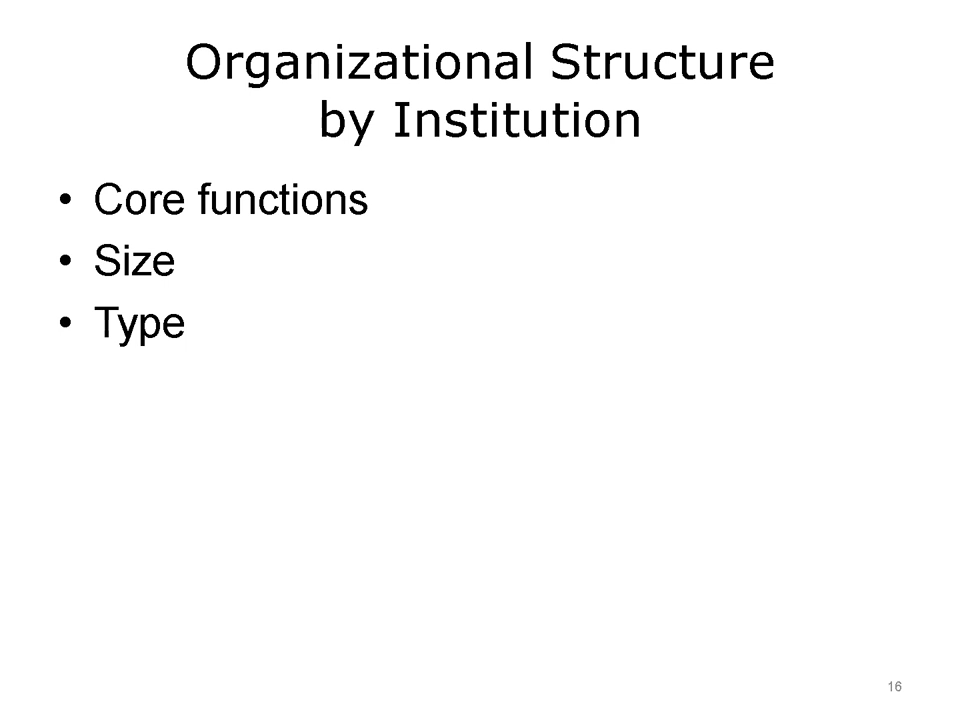 Organizational Structure
by Institution
• Core functions
• Size
• Type
16